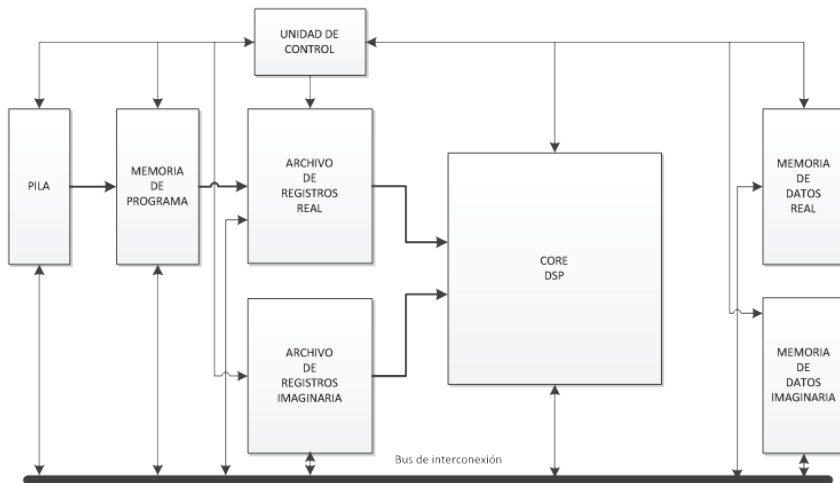 UNIDAD DE
CONTROL
PILA
MEMORIA
DE
PROGRAMA
ARCHIVO
DE
REGISTROS
REAL
CORE
DSP
MEMORIA
DE
DATOS
REAL
ARCHIVO
DE
REGISTROS
IMAGINARIA
MEMORIA
DE
DATOS
IMAGINARIA
Bus de interconexión